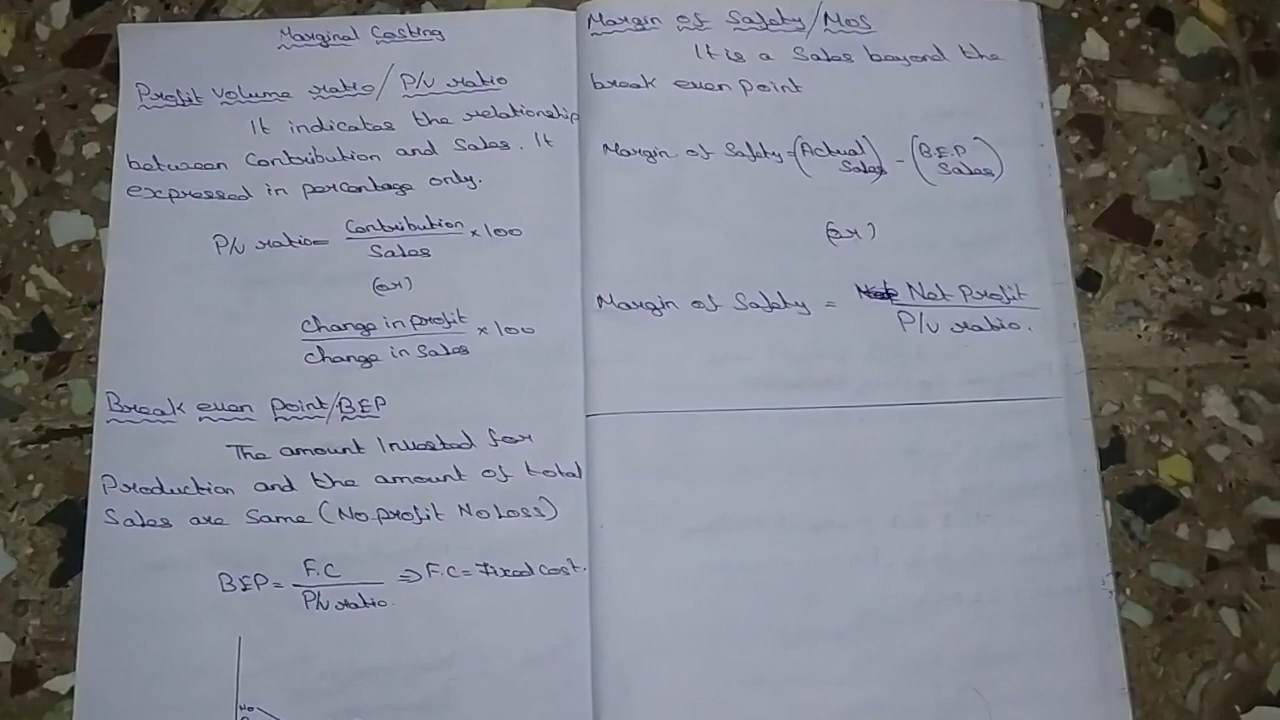 Marginal Costing
Profit Volume ratio/P/V ratio
It indicates the relationship
between Contribution and Sales. It
expressed in percentage only.
P/V ratio = Contribution/Sales × 100
(or)
Change in profit/Change in Sales × 100
Break even Point/BEP
The amount Invested for
Production and the amount of total
Sales are Same (No profit No Loss)
BEP = F.C/P/V ratio. ⇒ F.C = Fixed Cost.
No
Margin of Safety/MOS
It is a Sales beyond the
break even point
Margin of Safety = (Actual Sales) - (B.E.P Sales)
(or)
Margin of Safety = Net Profit/P/V ratio.